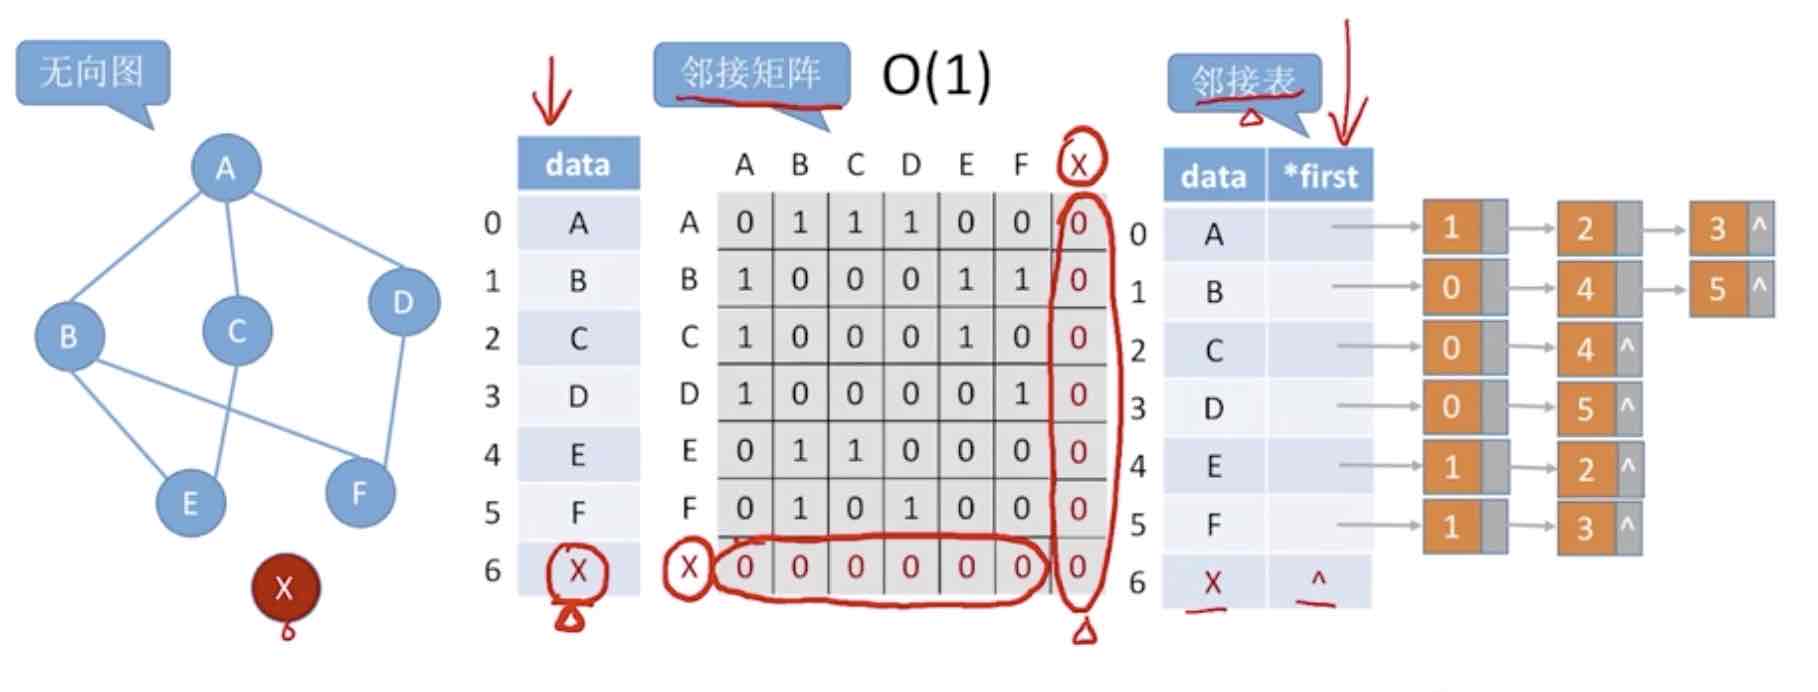 无向图
A
B
C
D
E
F
X
data
0 A
1 B
2 C
3 D
4 E
5 F
6 X
邻接矩阵 O(1)
A B C D E F X
A 0 1 1 1 0 0 0
B 1 0 0 0 1 1 0
C 1 0 0 0 1 0 0
D 1 0 0 0 0 1 0
E 0 1 1 0 0 0 0
F 0 1 0 1 0 0 0
X 0 0 0 0 0 0 0
邻接表
data *first
0 A 1 2 3 ^
1 B 0 4 5 ^
2 C 0 4 ^
3 D 0 5 ^
4 E 1 2 ^
5 F 1 3 ^
6 X ^